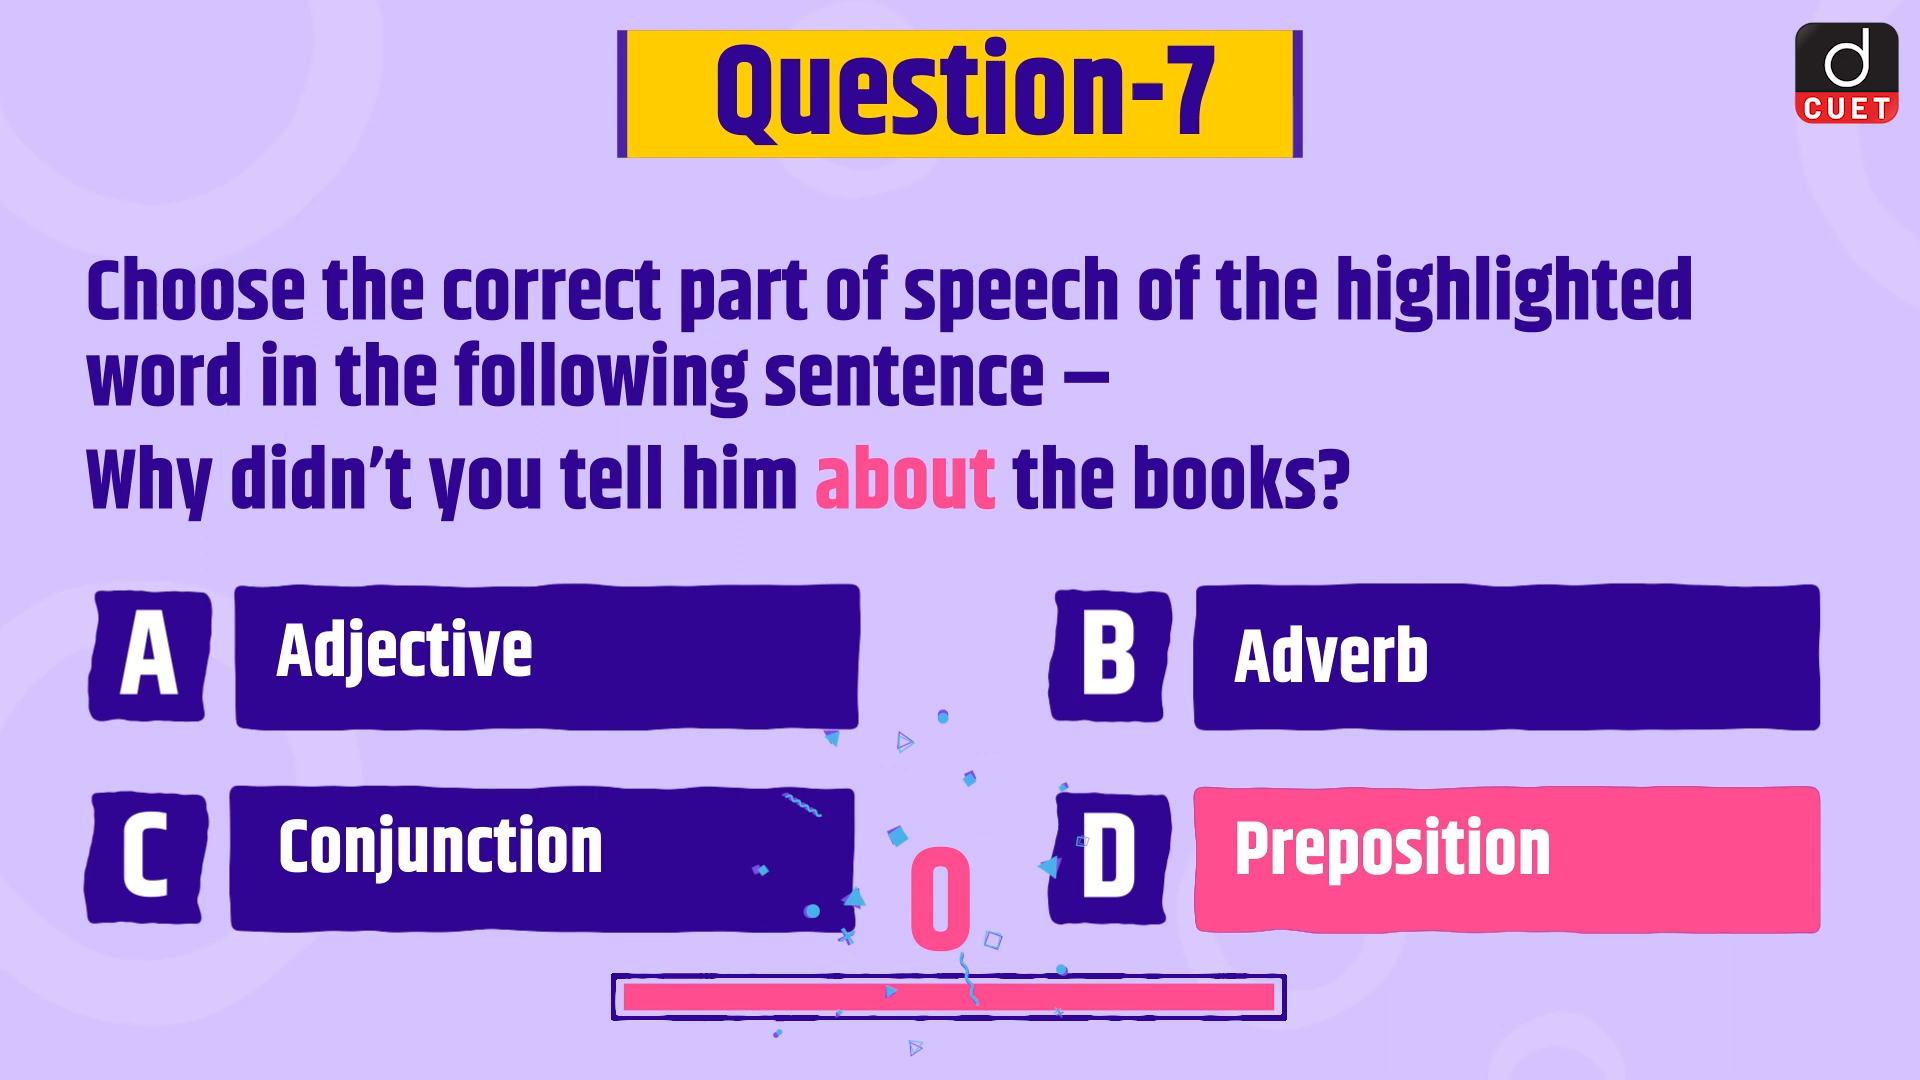 Question-7
d
CUET
Choose the correct part of speech of the highlighted
word in the following sentence –
Why didn’t you tell him about the books?
A Adjective
B Adverb
C Conjunction
D Preposition
0